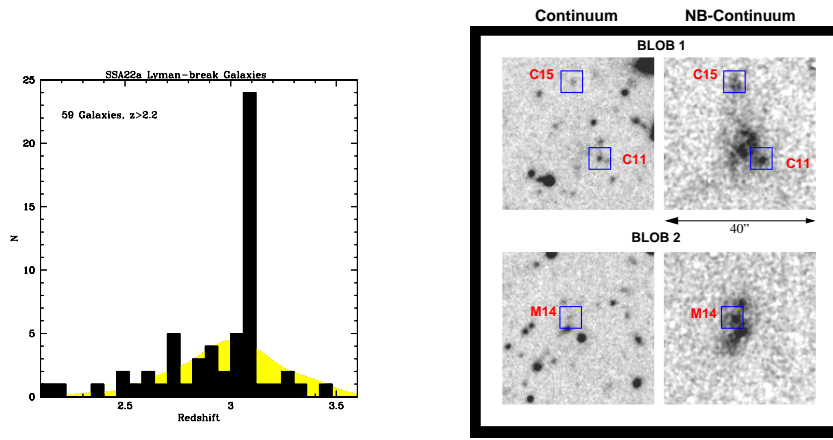 SSA22a Lyman-break Galaxies
59 Galaxies, z>2.2
N
25
20
15
10
5
0
2.5
3
3.5
Redshift
Continuum
NB-Continuum
BLOB 1
C15
C15
C11
C11
40”
BLOB 2
M14
M14